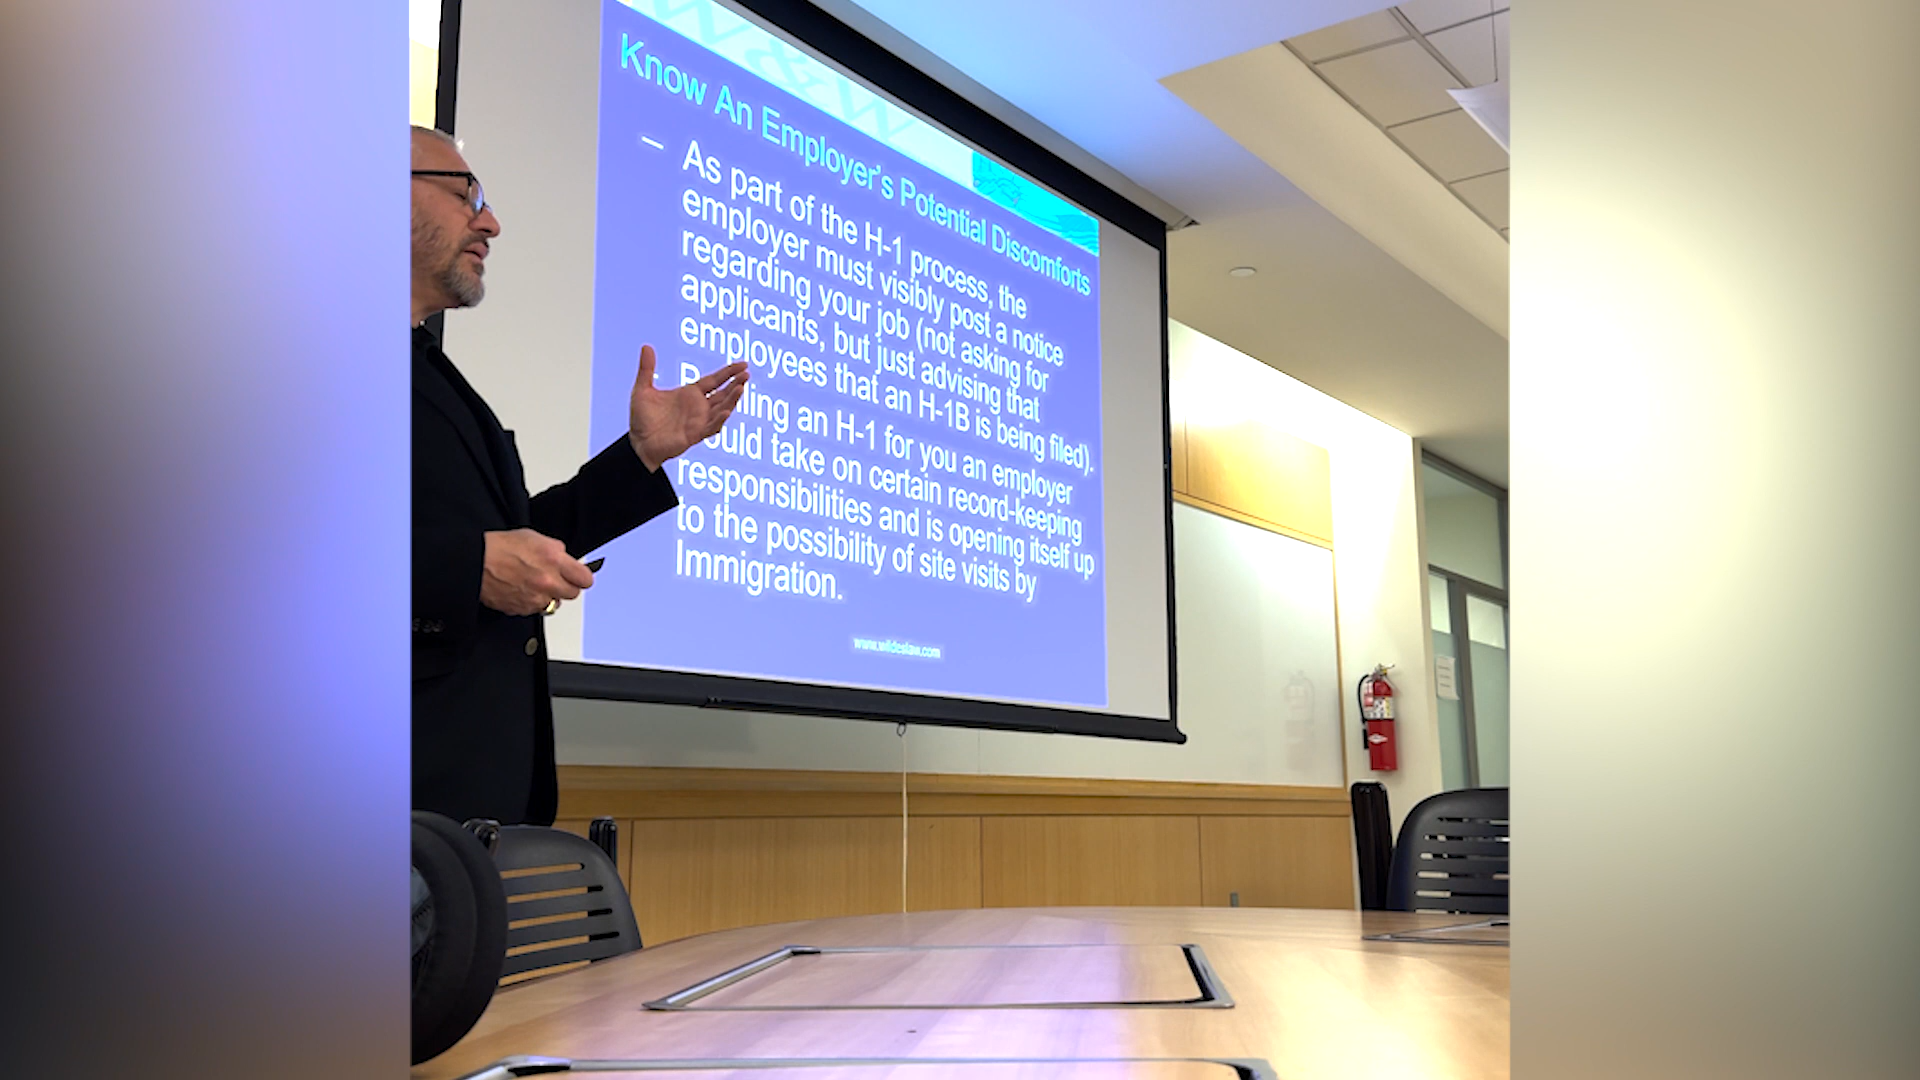 Know An Employer's Potential Discomforts
– As part of the H-1 process, the
employer must visibly post a notice
regarding your job (not asking for
applicants, but just advising that
employees that an H-1B is being filed).
an H-1 for you an employer
take on certain record-keeping
responsibilities and is opening itself up
to the possibility of site visits by
Immigration.
www.wildeslaw.com